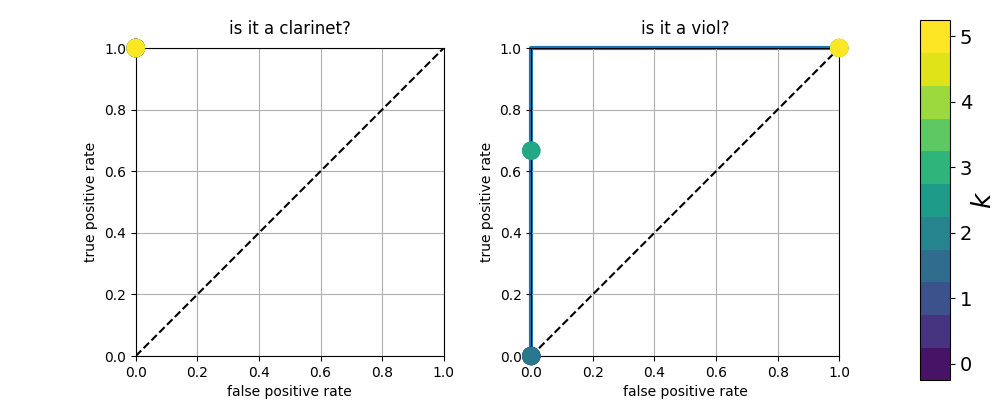 is it a clarinet?
1.0
0.8
0.6
0.4
0.2
0.0
true positive rate
0.0 0.2 0.4 0.6 0.8 1.0
false positive rate
is it a viol?
1.0
0.8
0.6
0.4
0.2
0.0
true positive rate
0.0 0.2 0.4 0.6 0.8 1.0
false positive rate
5
4
3
2
1
0
k